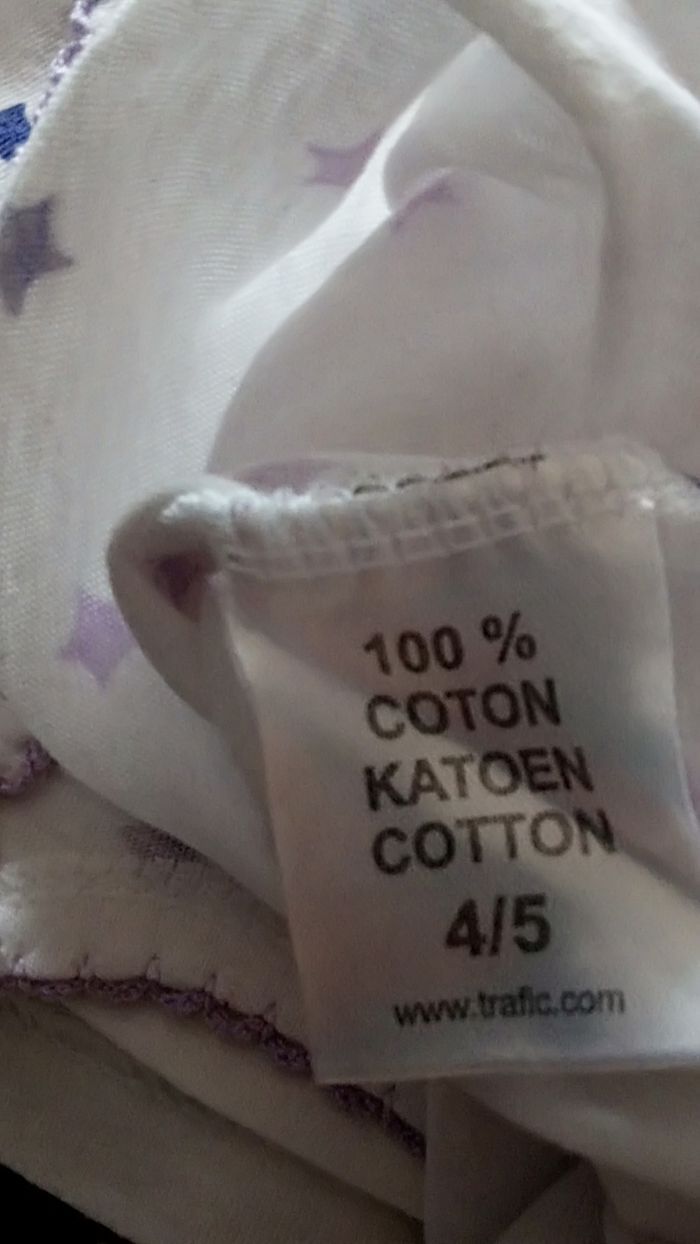 100 %
COTON
KATOEN
COTTON
4/5
www.trafic.com